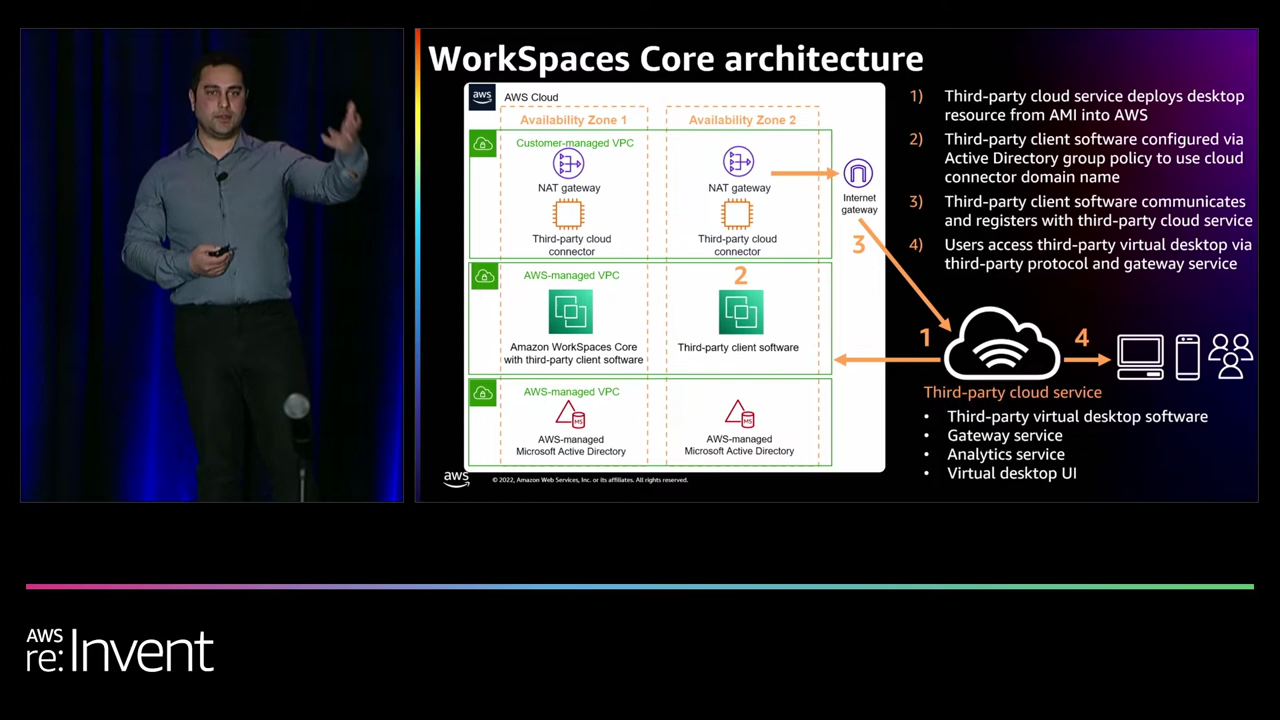 WorkSpaces Core architecture
aws
AWS Cloud
Availability Zone 1
Availability Zone 2
Customer-managed VPC
NAT gateway
NAT gateway
Internet
gateway
Third-party cloud
connector
Third-party cloud
connector
3
AWS-managed VPC
2
Amazon WorkSpaces Core
with third-party client software
Third-party client software
1
4
AWS-managed VPC
MS
MS
AWS-managed
Microsoft Active Directory
AWS-managed
Microsoft Active Directory
1) Third-party cloud service deploys desktop
resource from AMI into AWS
2) Third-party client software configured via
Active Directory group policy to use cloud
connector domain name
3) Third-party client software communicates
and registers with third-party cloud service
4) Users access third-party virtual desktop via
third-party protocol and gateway service
Third-party cloud service
• Third-party virtual desktop software
• Gateway service
• Analytics service
• Virtual desktop UI
aws
© 2022, Amazon Web Services, Inc. or its affiliates. All rights reserved.
AWS
re:Invent